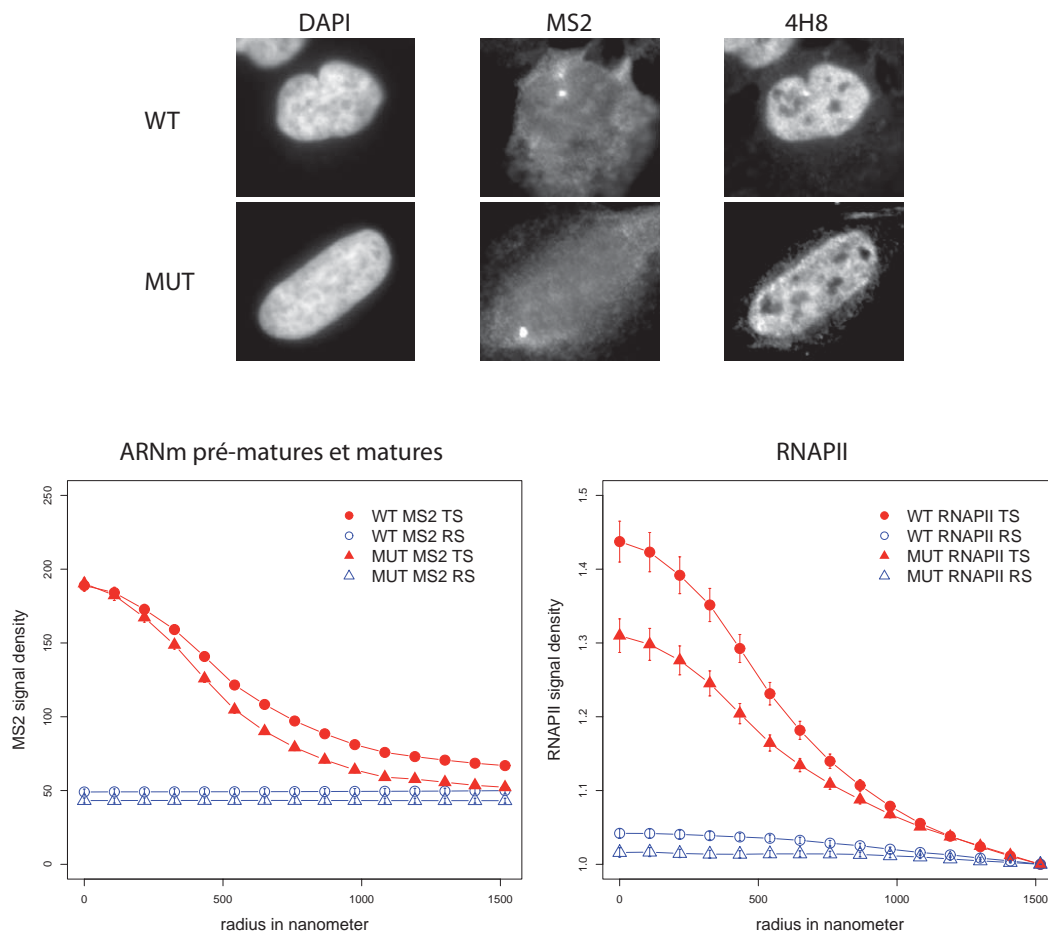 DAPI
MS2
4H8
WT
MUT
ARNm pré-matures et matures
250
200
150
100
50
0
MS2 signal density
WT MS2 TS
WT MS2 RS
MUT MS2 TS
MUT MS2 RS
0
500
1000
1500
radius in nanometer
RNAPII
1.5
1.4
1.3
1.2
1.1
1.0
RNAPII signal density
WT RNAPII TS
WT RNAPII RS
MUT RNAPII TS
MUT RNAPII RS
0
500
1000
1500
radius in nanometer